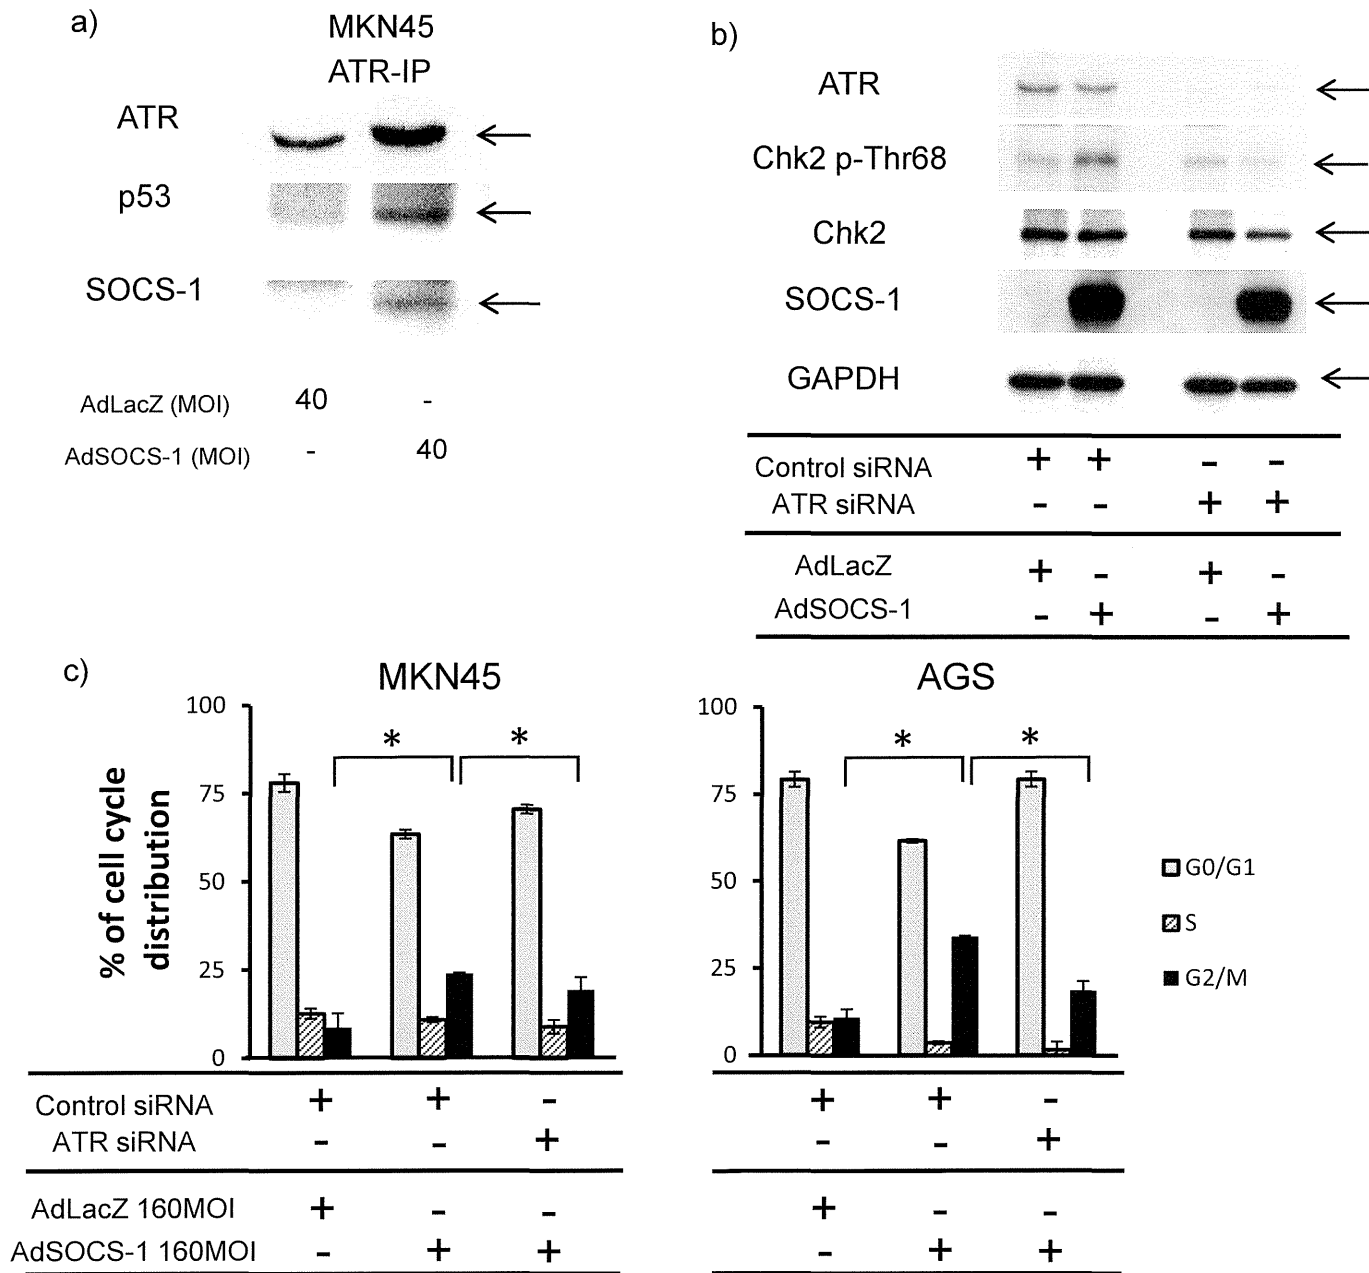 a)
MKN45
ATR-IP
ATR
p53
SOCS-1
AdLacZ (MOI) 40 -
AdSOCS-1 (MOI) - 40
b)
ATR
Chk2 p-Thr68
Chk2
SOCS-1
GAPDH
Control siRNA + + - -
ATR siRNA - - + +
AdLacZ + - + -
AdSOCS-1 - + - +
c)
MKN45
% of cell cycle
distribution
100
75
50
25
0
* *
Control siRNA + + -
ATR siRNA - - +
AdLacZ 160MOI + - -
AdSOCS-1 160MOI - + +
AGS
100
75
50
25
0
* *
+ + -
- - +
+ - -
- + +
G0/G1
S
G2/M